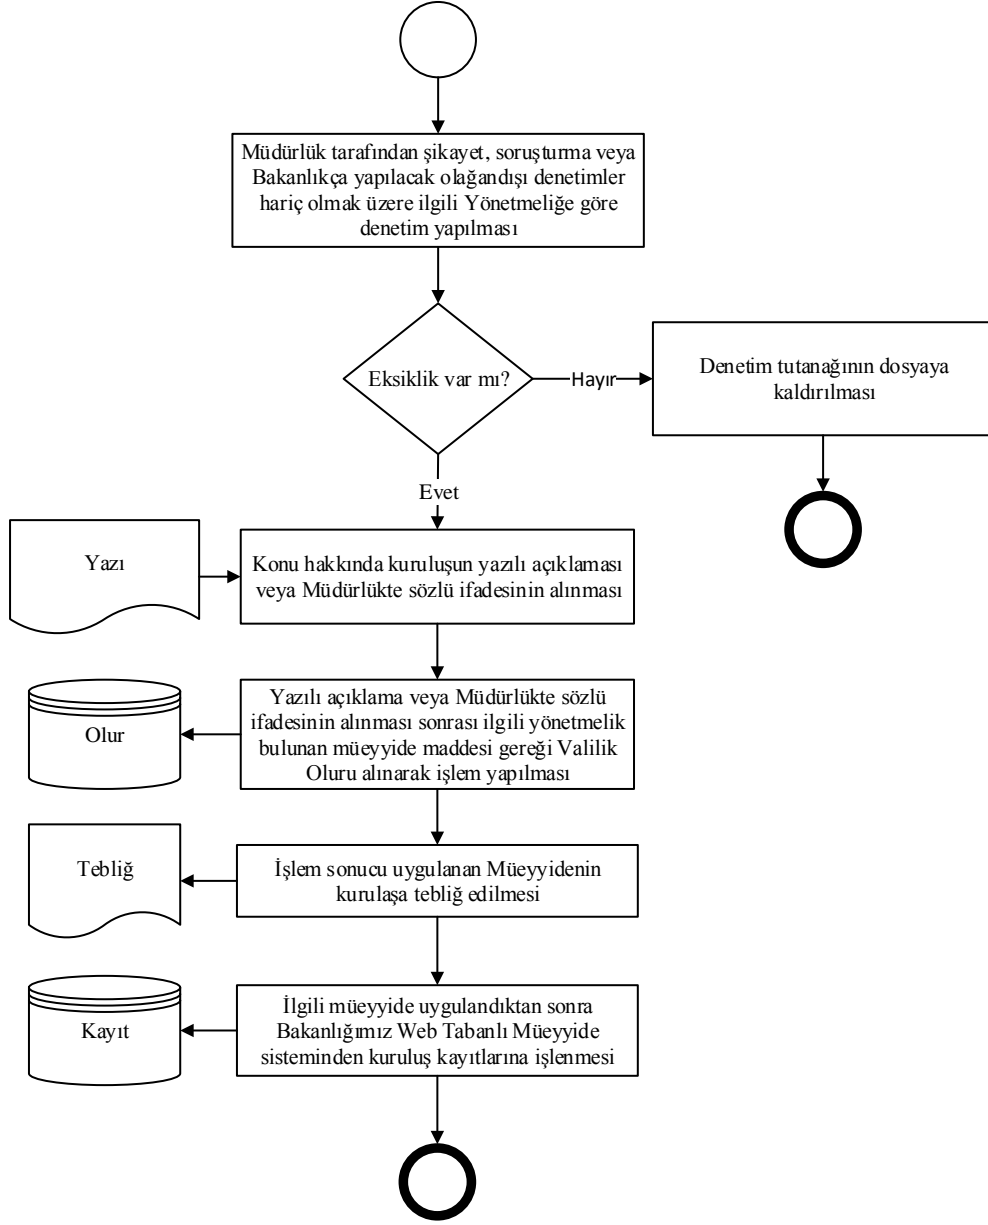 Müdürlük tarafından şikayet, soruşturma veya
Bakanlıkça yapılacak olağandışı denetimler
hariç olmak üzere ilgili Yönetmeliğe göre
denetim yapılması
Eksiklik var mı?
Hayır
Denetim tutanağının dosyaya
kaldırılması
Evet
Yazı
Konu hakkında kuruluşun yazılı açıklaması
veya Müdürlükte sözlü ifadesinin alınması
Olur
Yazılı açıklama veya Müdürlükte sözlü
ifadesinin alınması sonrası ilgili yönetmelik
bulunan müeyyide maddesi gereği Valilik
Oluru alınarak işlem yapılması
Tebliğ
İşlem sonucu uygulanan Müeyyidenin
kurulaşa tebliğ edilmesi
Kayıt
İlgili müeyyide uygulandıktan sonra
Bakanlığımız Web Tabanlı Müeyyide
sisteminden kuruluş kayıtlarına işlenmesi